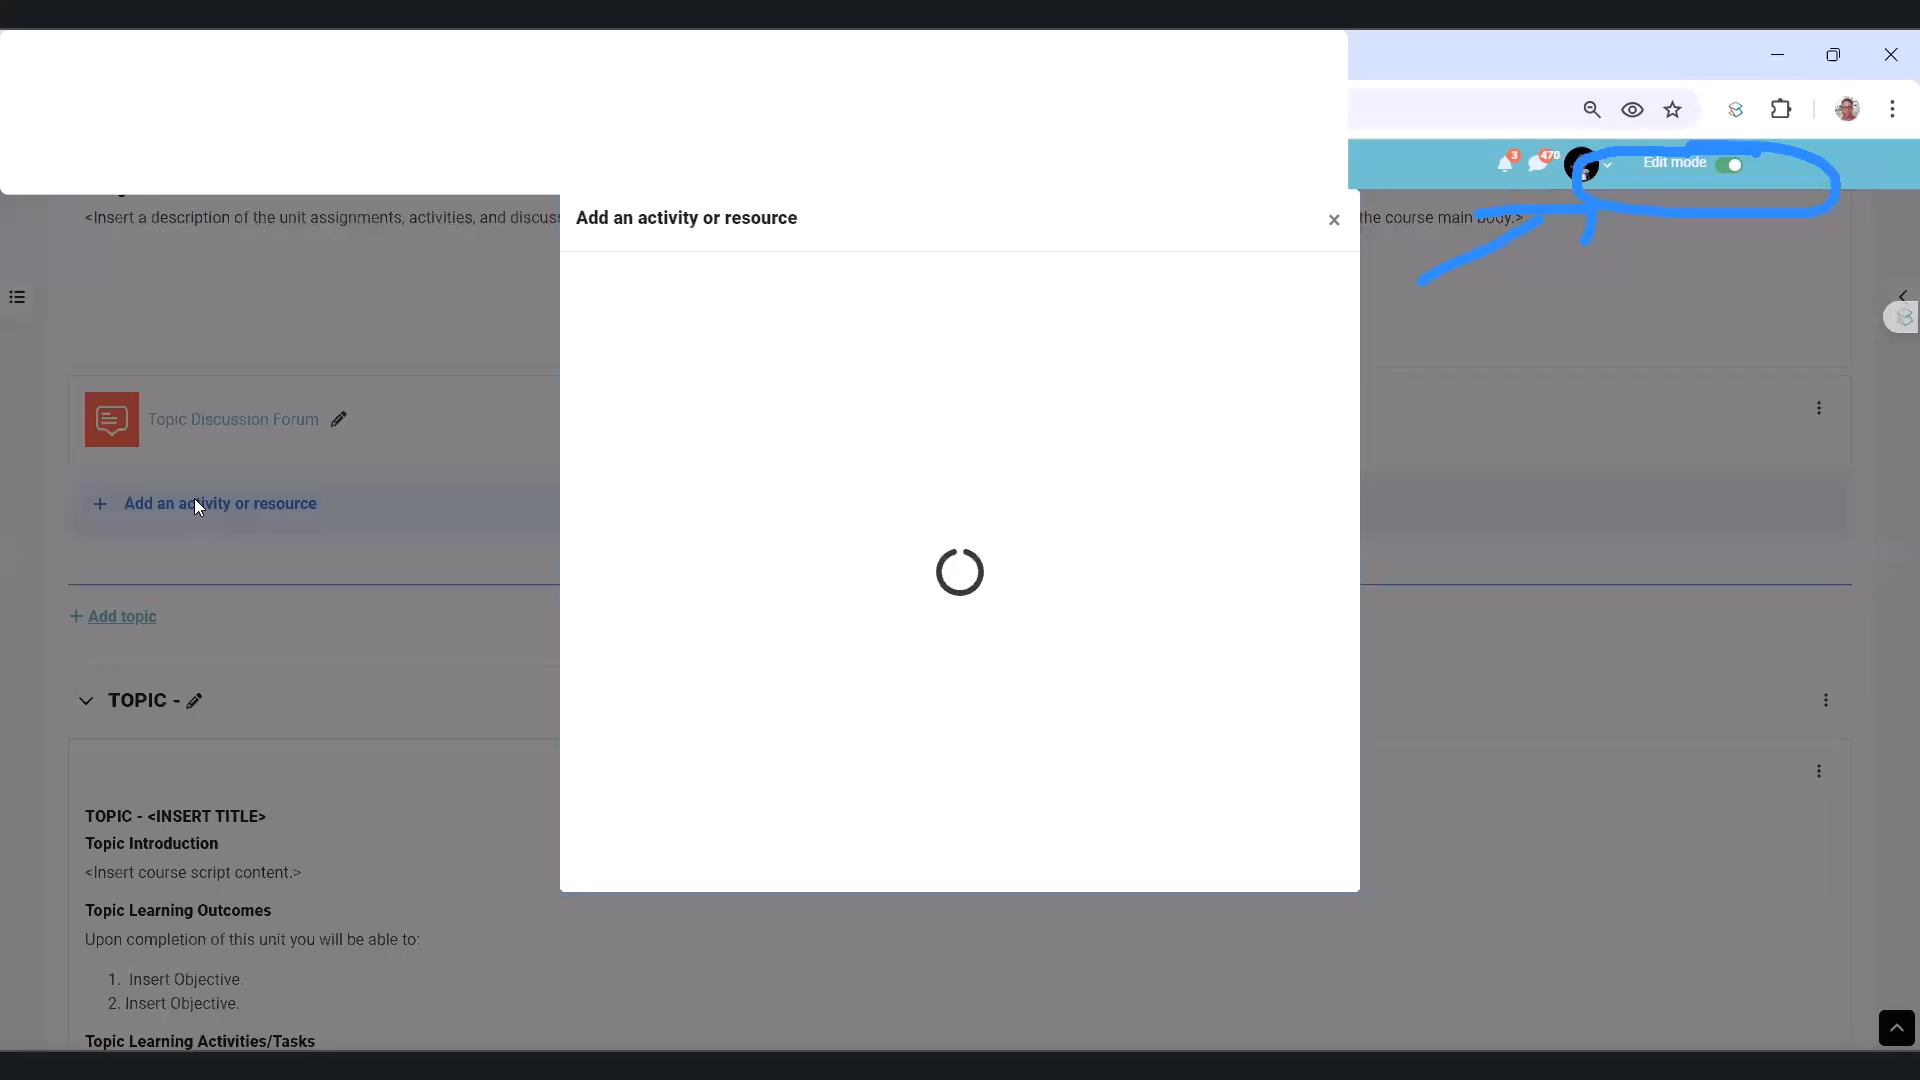 3
470
Edit mode
<Insert a description of the unit assignments, activities, and discus
the course main body.>
Add an activity or resource
×
Topic Discussion Forum
+ Add an activity or resource
+ Add topic
TOPIC -
TOPIC - <INSERT TITLE>
Topic Introduction
<Insert course script content.>
Topic Learning Outcomes
Upon completion of this unit you will be able to:
1. Insert Objective.
2. Insert Objective.
Topic Learning Activities/Tasks